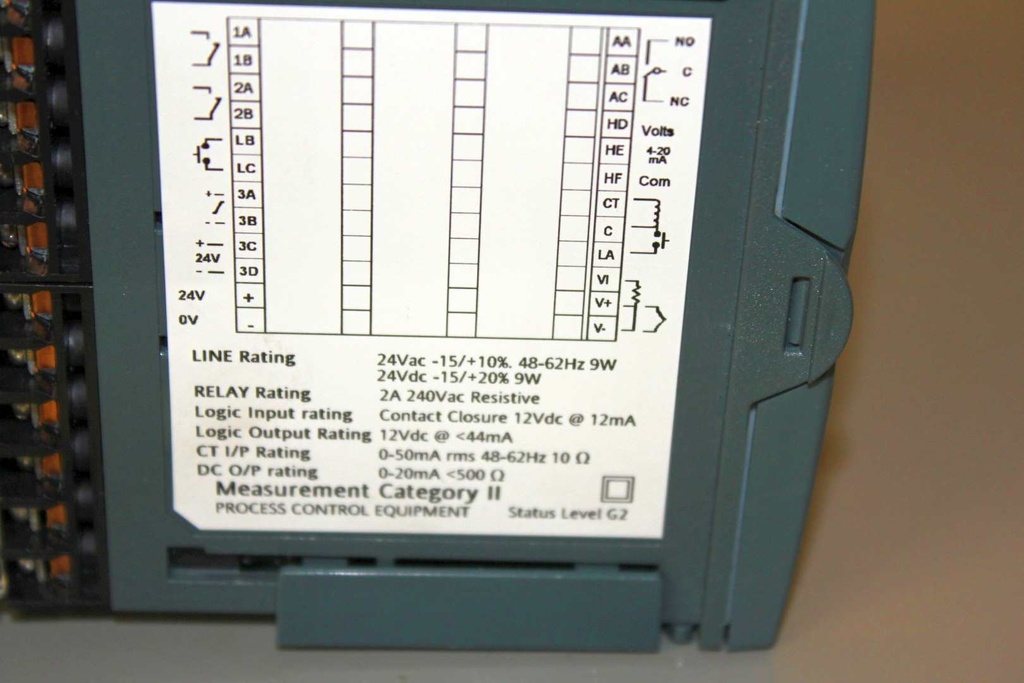 1A
1B
2A
2B
LB
LC
3A
+
-
3B
--
3C
+
24V
3D
-
24V +
0V -
AA NO
AB C
AC NC
HD Volts
HE 4-20
mA
HF Com
CT
C
LA
VI
V+
V-
LINE Rating 24Vac -15/+10%. 48-62Hz 9W
24Vdc -15/+20% 9W
RELAY Rating 2A 240Vac Resistive
Logic Input rating Contact Closure 12Vdc @ 12mA
Logic Output Rating 12Vdc @ <44mA
CT I/P Rating 0-50mA rms 48-62Hz 10 Ω
DC O/P rating 0-20mA <500 Ω
Measurement Category II
PROCESS CONTROL EQUIPMENT Status Level G2